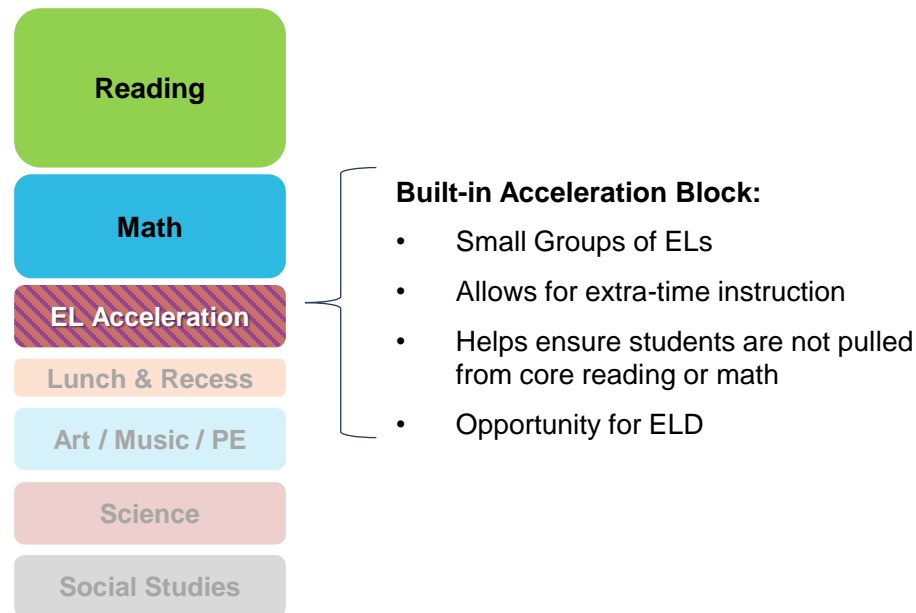 Reading
Math
EL Acceleration
Lunch & Recess
Art / Music / PE
Science
Social Studies
Built-in Acceleration Block:
• Small Groups of ELs
• Allows for extra-time instruction
• Helps ensure students are not pulled
from core reading or math
• Opportunity for ELD